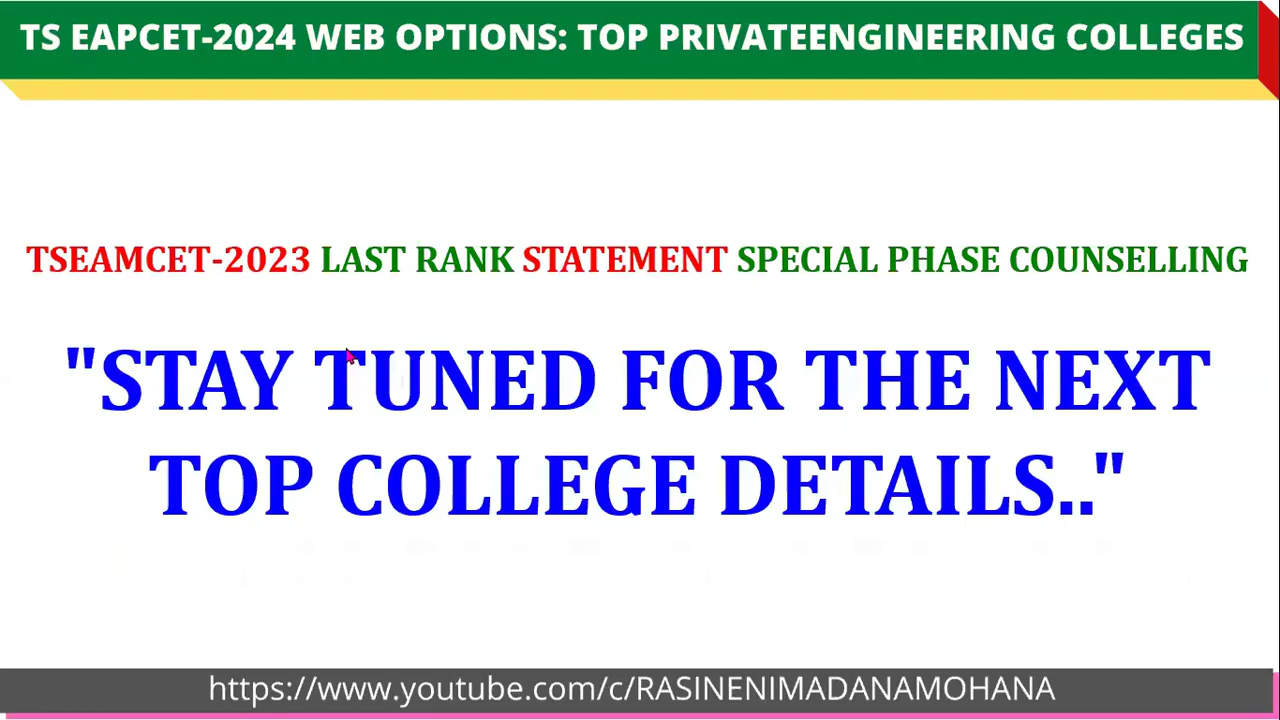 TS EAPCET-2024 WEB OPTIONS: TOP PRIVATEENGINEERING COLLEGES
TSEAMCET-2023 LAST RANK STATEMENT SPECIAL PHASE COUNSELLING
"STAY TUNED FOR THE NEXT
TOP COLLEGE DETAILS.."
https://www.youtube.com/c/RASINENIMADANAMOHANA